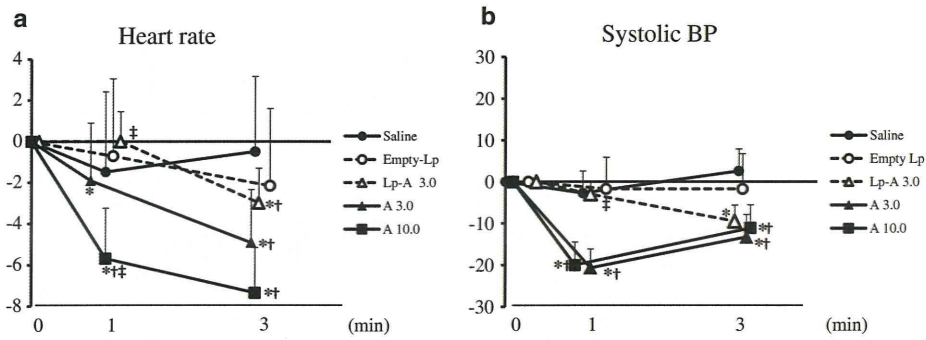 a
Heart rate
4
2
0
-2
-4
-6
-8
‡
*
*†
*†
*†‡
*†
0 1 3 (min)
Saline
Empty-Lp
Lp-A 3.0
A 3.0
A 10.0
b
Systolic BP
30
20
10
0
-10
-20
-30
‡
*
*†
*†
*†
*†
0 1 3 (min)
Saline
Empty Lp
Lp-A 3.0
A 3.0
A 10.0